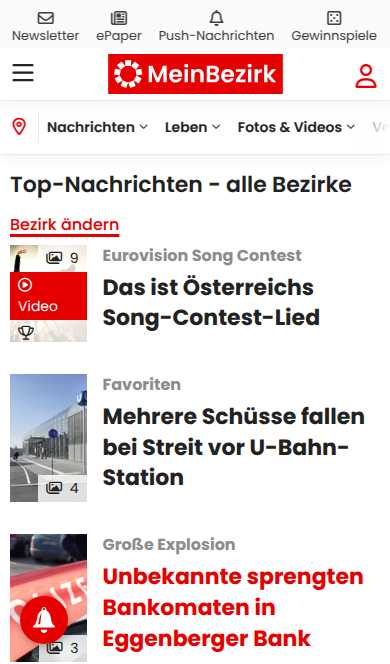 Newsletter ePaper Push-Nachrichten Gewinnspiele
MeinBezirk
Nachrichten Leben Fotos & Videos
Top-Nachrichten - alle Bezirke
Bezirk ändern
9
Video
Eurovision Song Contest
Das ist Österreichs
Song-Contest-Lied
4
Favoriten
Mehrere Schüsse fallen
bei Streit vor U-Bahn-
Station
3
Große Explosion
Unbekannte sprengten
Bankomaten in
Eggenberger Bank